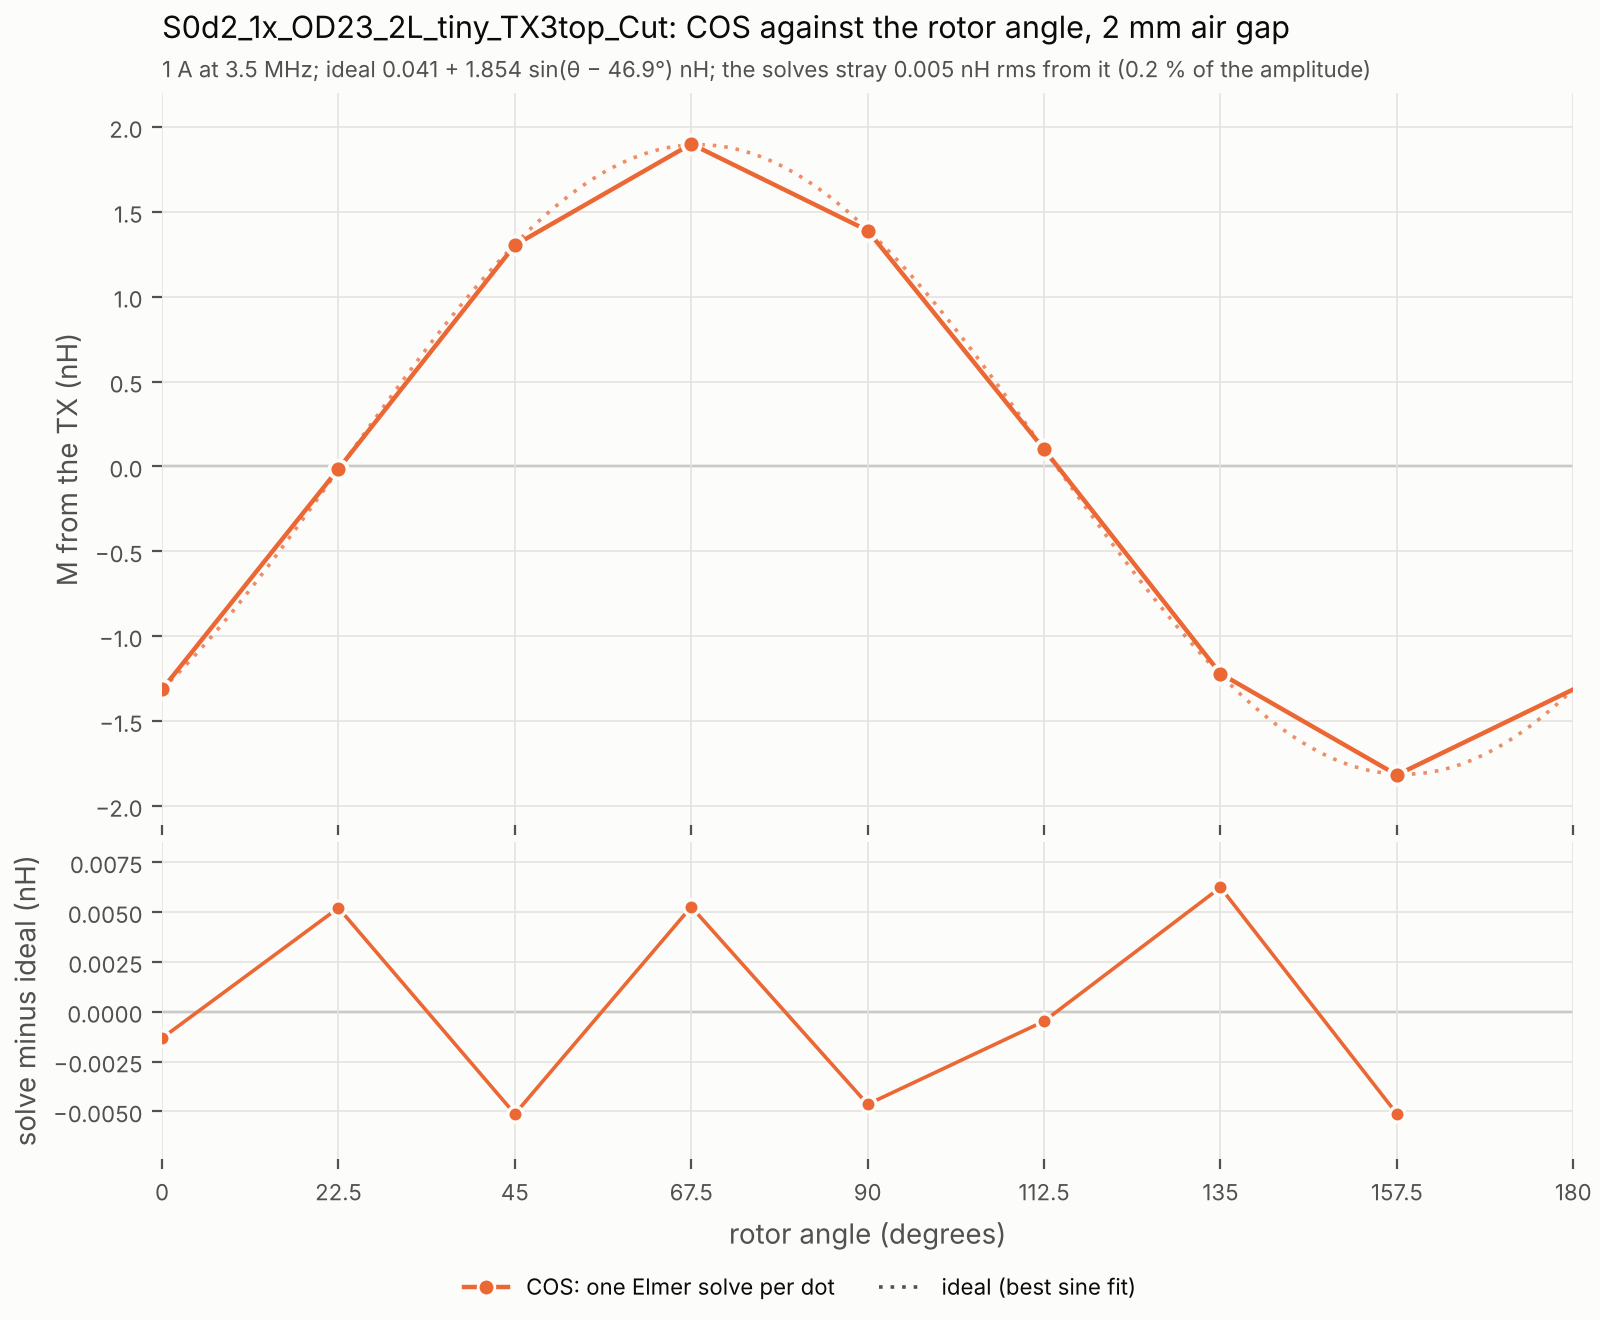 S0d2_1x_OD23_2L_tiny_TX3top_Cut: COS against the rotor angle, 2 mm air gap
1 A at 3.5 MHz; ideal 0.041 + 1.854 sin(θ − 46.9°) nH; the solves stray 0.005 nH rms from it (0.2 % of the amplitude)
M from the TX (nH)
2.0
1.5
1.0
0.5
0.0
−0.5
−1.0
−1.5
−2.0
solve minus ideal (nH)
0.0075
0.0050
0.0025
0.0000
−0.0025
−0.0050
0 22.5 45 67.5 90 112.5 135 157.5 180
rotor angle (degrees)
COS: one Elmer solve per dot ideal (best sine fit)